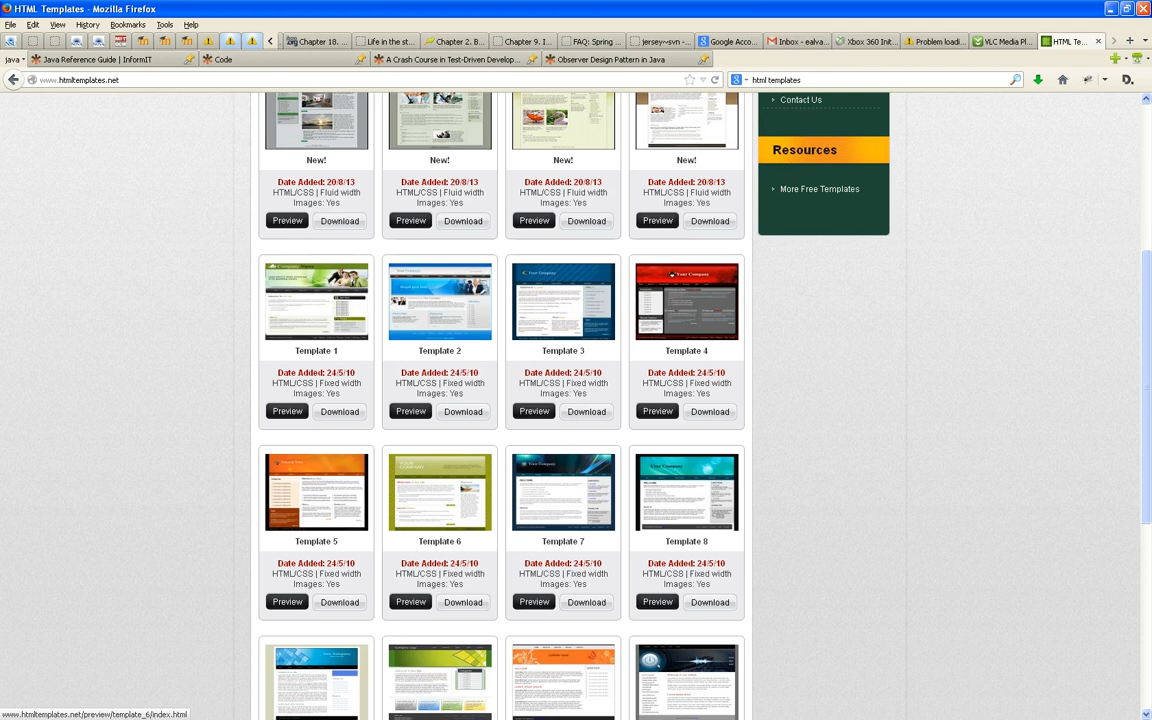 HTML Templates - Mozilla Firefox
File Edit View History Bookmarks Tools Help
Chapter 18. ... Life in the st... Chapter 2. B... Chapter 9. I... FAQ: Spring ... jersey~svn -... Google Acco... Inbox - ealva... Xbox 360 Init... Problem loadi... VLC Media Pl... HTML Te...
java Java Reference Guide | InformIT Code A Crash Course in Test-Driven Develop... Observer Design Pattern in Java
www.htmltemplates.net html templates
Contact Us
Resources
More Free Templates
New! New! New! New!
Date Added: 20/8/13 Date Added: 20/8/13 Date Added: 20/8/13 Date Added: 20/8/13
HTML/CSS | Fluid width HTML/CSS | Fluid width HTML/CSS | Fluid width HTML/CSS | Fluid width
Images: Yes Images: Yes Images: Yes Images: Yes
Preview Download Preview Download Preview Download Preview Download
Your Company
Template 1 Template 2 Template 3 Template 4
Date Added: 24/5/10 Date Added: 24/5/10 Date Added: 24/5/10 Date Added: 24/5/10
HTML/CSS | Fixed width HTML/CSS | Fixed width HTML/CSS | Fixed width HTML/CSS | Fixed width
Images: Yes Images: Yes Images: Yes Images: Yes
Preview Download Preview Download Preview Download Preview Download
Your Company
Template 5 Template 6 Template 7 Template 8
Date Added: 24/5/10 Date Added: 24/5/10 Date Added: 24/5/10 Date Added: 24/5/10
HTML/CSS | Fixed width HTML/CSS | Fixed width HTML/CSS | Fixed width HTML/CSS | Fixed width
Images: Yes Images: Yes Images: Yes Images: Yes
Preview Download Preview Download Preview Download Preview Download
www.htmltemplates.net/preview/template_6/index.html